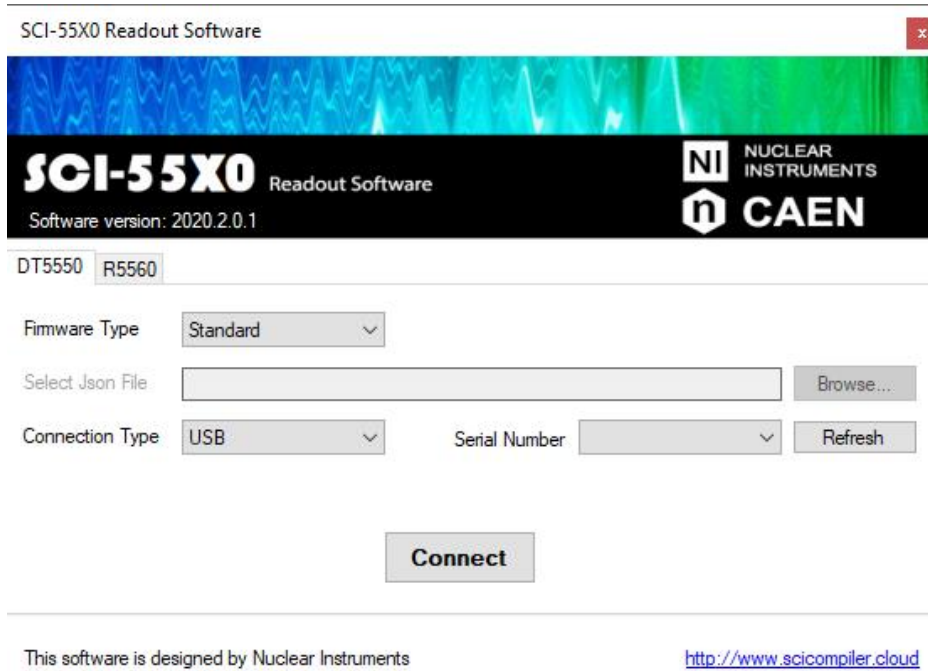 SCI-55X0 Readout Software
x
SCI-55X0 Readout Software
Software version: 2020.2.0.1
NI NUCLEAR INSTRUMENTS
n CAEN
DT5550 R5560
Firmware Type Standard
Select Json File Browse...
Connection Type USB Serial Number Refresh
Connect
This software is designed by Nuclear Instruments http://www.scicompiler.cloud